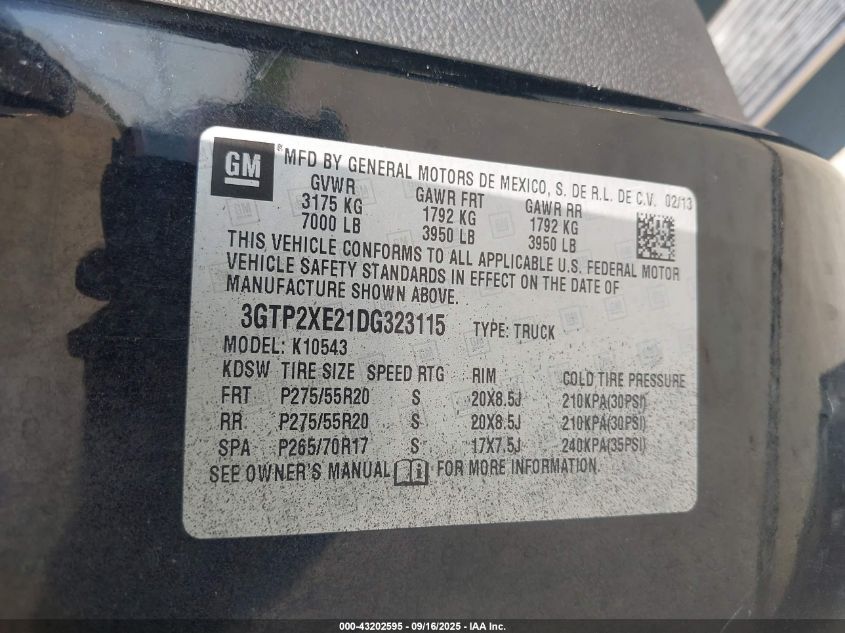 GM
® MFD BY GENERAL MOTORS DE MEXICO, S. DE R.L. DE C.V. 02/13
GVWR GAWR FRT GAWR RR
3175 KG 1792 KG 1792 KG
7000 LB 3950 LB 3950 LB
THIS VEHICLE CONFORMS TO ALL APPLICABLE U.S. FEDERAL MOTOR
VEHICLE SAFETY STANDARDS IN EFFECT ON THE DATE OF
MANUFACTURE SHOWN ABOVE.
3GTP2XE21DG323115 TYPE: TRUCK
MODEL: K10543
KDSW TIRE SIZE SPEED RTG RIM COLD TIRE PRESSURE
FRT P275/55R20 S 20X8.5J 210KPA(30PSI)
RR. P275/55R20 S 20X8.5J 210KPA(30PSI)
SPA P265/70R17 S 17X7.5J 240KPA(35PSI)
SEE OWNER'S MANUAL FOR MORE INFORMATION.
000-43202595 - 09/16/2025 - IAA Inc.